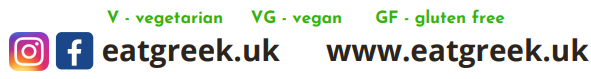 V - vegetarian VG - vegan GF - gluten free
eatgreek.uk www.eatgreek.uk